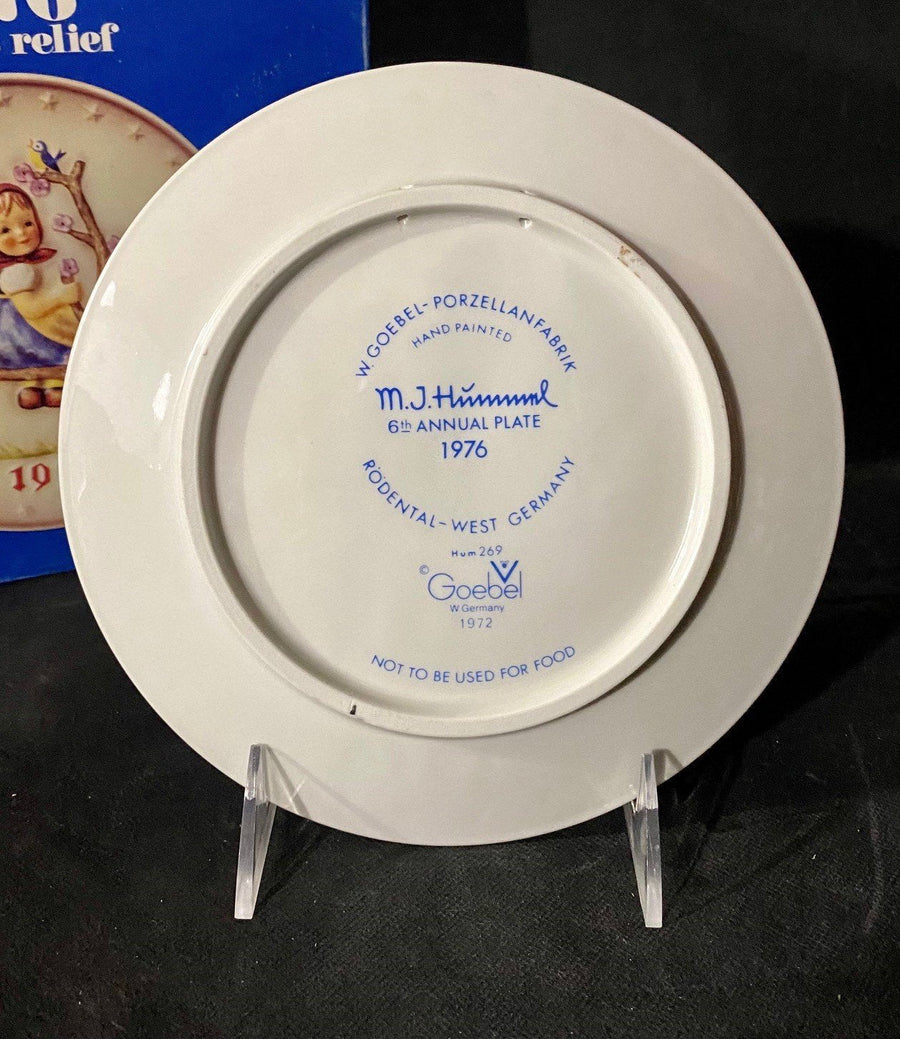 relief
19
W. GOEBEL-PORZELLANFABRIK
HAND PAINTED
M.J.Hummel
6th ANNUAL PLATE
1976
RÖDENTAL-WEST GERMANY
Hum 269
© Goebel
W. Germany
1972
NOT TO BE USED FOR FOOD